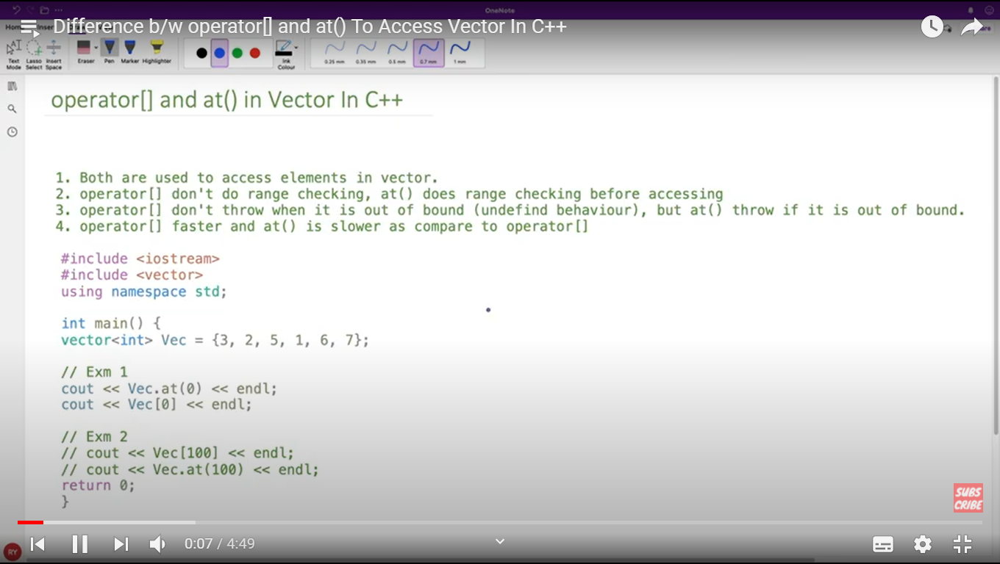 OneNote
Difference b/w operator[] and at() To Access Vector In C++
Home Insert
Text Mode
Lasso Select
Insert Space
Eraser
Pen
Marker
Highlighter
Ink Colour
0.25 mm
0.35 mm
0.5 mm
0.7 mm
1 mm
operator[] and at() in Vector In C++
1. Both are used to access elements in vector.
2. operator[] don't do range checking, at() does range checking before accessing
3. operator[] don't throw when it is out of bound (undefind behaviour), but at() throw if it is out of bound.
4. operator[] faster and at() is slower as compare to operator[]
#include <iostream>
#include <vector>
using namespace std;
int main() {
vector<int> Vec = {3, 2, 5, 1, 6, 7};
// Exm 1
cout << Vec.at(0) << endl;
cout << Vec[0] << endl;
// Exm 2
// cout << Vec[100] << endl;
// cout << Vec.at(100) << endl;
return 0;
}
SUBS
CRIBE
0:07 / 4:49
RY